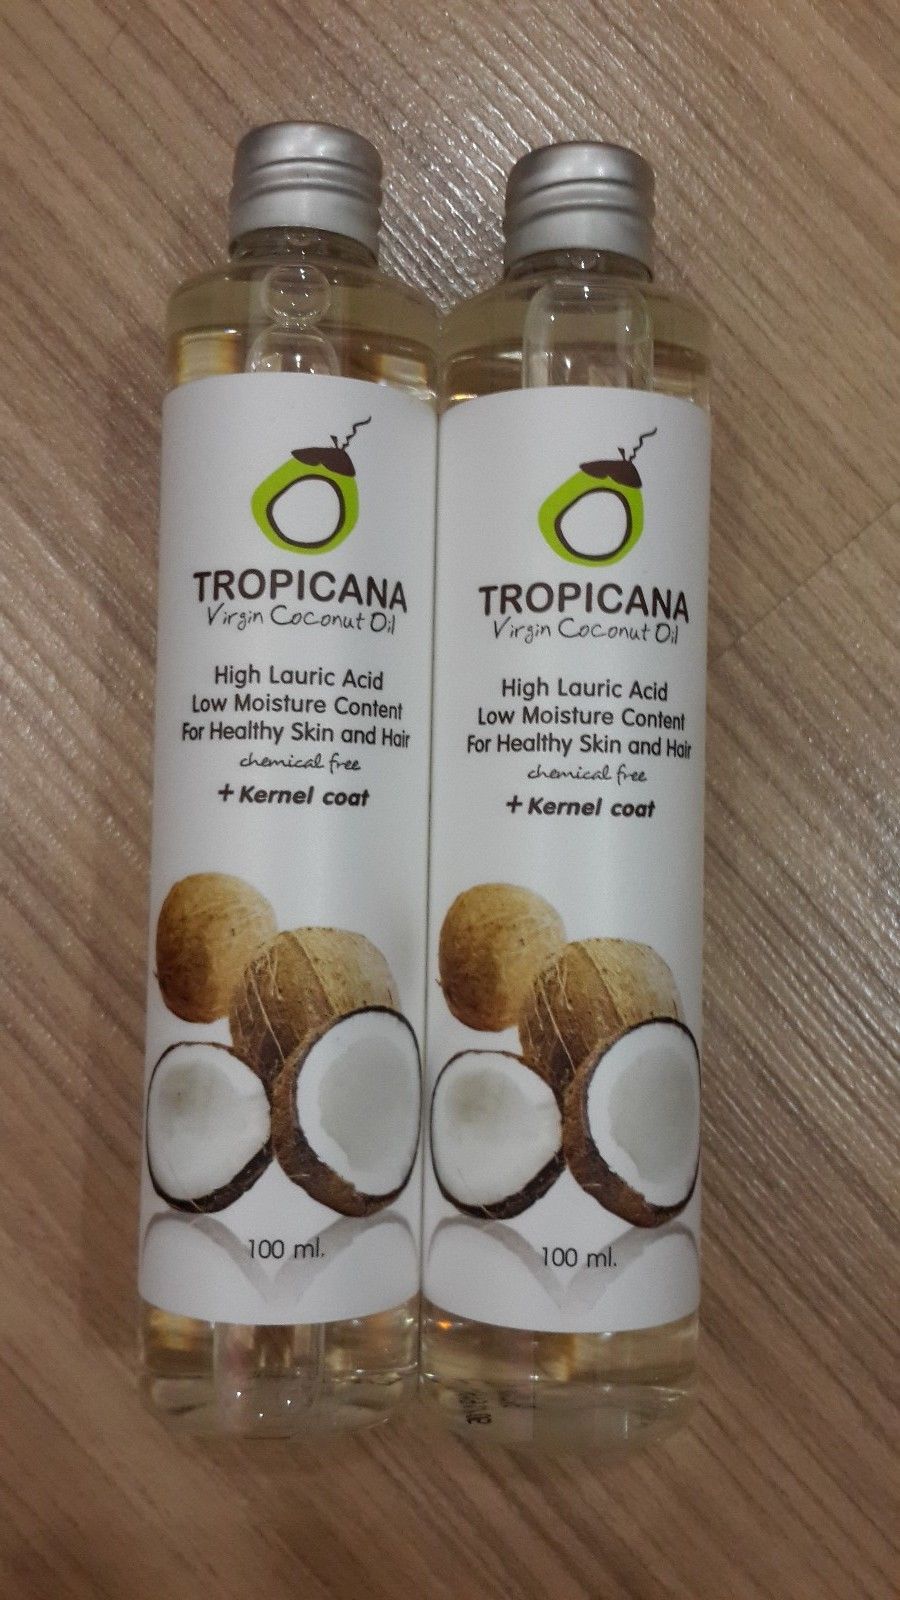 TROPICANA
Virgin Coconut Oil
High Lauric Acid
Low Moisture Content
For Healthy Skin and Hair
chemical free
+ Kernel coat
100 ml.
TROPICANA
Virgin Coconut Oil
High Lauric Acid
Low Moisture Content
For Healthy Skin and Hair
chemical free
+ Kernel coat
100 ml.